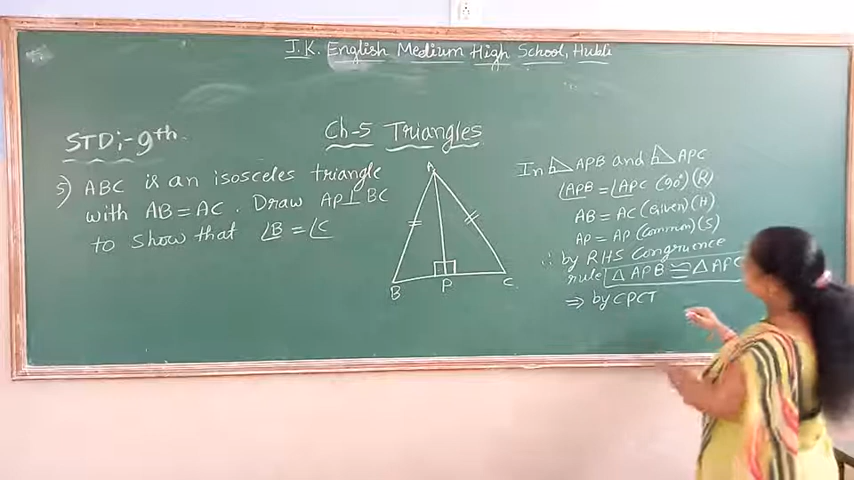 I.K. English Medium High School, Hubli
STD:-9th
Ch-5 Triangles
5) ABC is an isosceles triangle
with AB = AC . Draw AP⊥BC
to show that ∠B = ∠C
A
B
P
C
In ⊿APB and ⊿APC
∠APB = ∠APC (90°)(R)
AB = AC (Given)(H)
AP = AP (common)(S)
∴ by RHS Congruence
rule △APB ≅ △APC
⇒ by CPCT